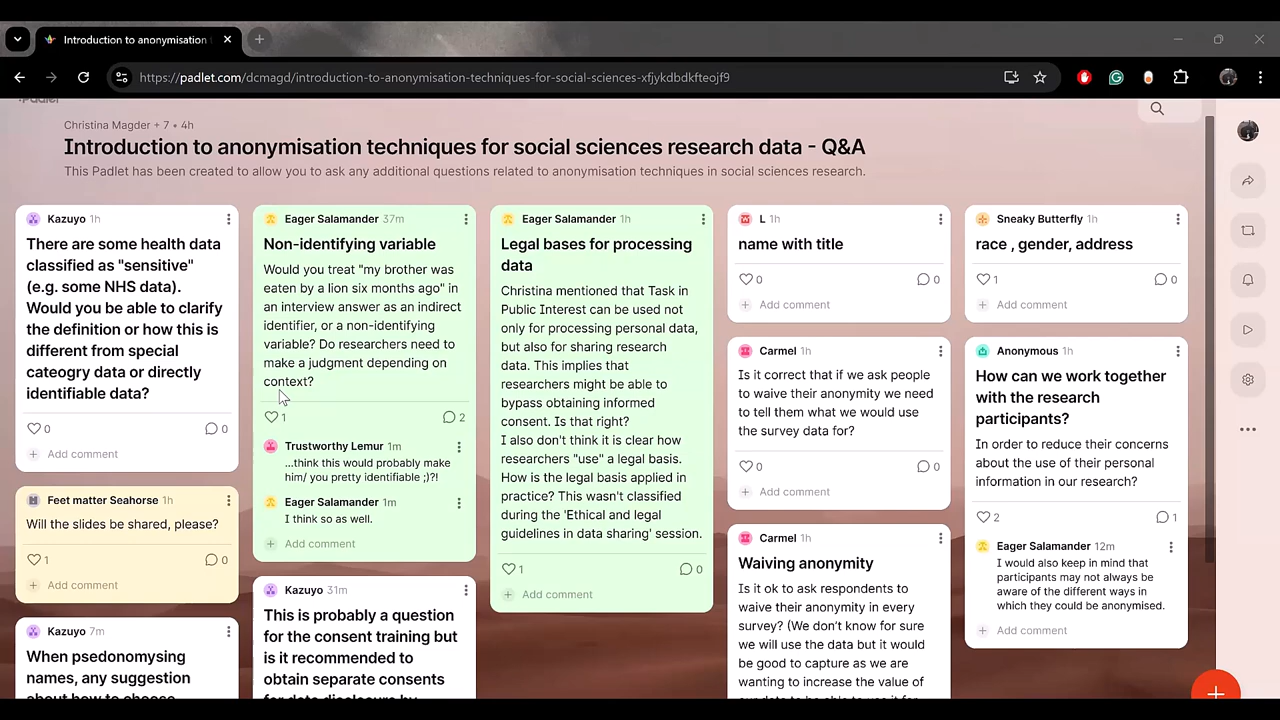 Introduction to anonymisation
https://padlet.com/dcmagd/introduction-to-anonymisation-techniques-for-social-sciences-xfjykdbdkfteojf9
Padlet
Christina Magder + 7 • 4h
Introduction to anonymisation techniques for social sciences research data - Q&A
This Padlet has been created to allow you to ask any additional questions related to anonymisation techniques in social sciences research.
Kazuyo 1h
There are some health data
classified as "sensitive"
(e.g. some NHS data).
Would you be able to clarify
the definition or how this is
different from special
cateogry data or directly
identifiable data?
0 0
Add comment
Feet matter Seahorse 1h
Will the slides be shared, please?
1 0
Add comment
Kazuyo 7m
When psedonomysing
names, any suggestion
about how to choose
Eager Salamander 37m
Non-identifying variable
Would you treat "my brother was
eaten by a lion six months ago" in
an interview answer as an indirect
identifier, or a non-identifying
variable? Do researchers need to
make a judgment depending on
context?
1 2
Trustworthy Lemur 1m
...think this would probably make
him/ you pretty identifiable ;)?!
Eager Salamander 1m
I think so as well.
Add comment
Kazuyo 31m
This is probably a question
for the consent training but
is it recommended to
obtain separate consents
for data disclosure by
Eager Salamander 1h
Legal bases for processing
data
Christina mentioned that Task in
Public Interest can be used not
only for processing personal data,
but also for sharing research
data. This implies that
researchers might be able to
bypass obtaining informed
consent. Is that right?
I also don't think it is clear how
researchers "use" a legal basis.
How is the legal basis applied in
practice? This wasn't classified
during the 'Ethical and legal
guidelines in data sharing' session.
1 0
Add comment
L 1h
name with title
0 0
Add comment
Carmel 1h
Is it correct that if we ask people
to waive their anonymity we need
to tell them what we would use
the survey data for?
0 0
Add comment
Carmel 1h
Waiving anonymity
Is it ok to ask respondents to
waive their anonymity in every
survey? (We don't know for sure
we will use the data but it would
be good to capture as we are
wanting to increase the value of
our data to be able to use it for
Sneaky Butterfly 1h
race , gender, address
1 0
Add comment
Anonymous 1h
How can we work together
with the research
participants?
In order to reduce their concerns
about the use of their personal
information in our research?
2 1
Eager Salamander 12m
I would also keep in mind that
participants may not always be
aware of the different ways in
which they could be anonymised.
Add comment